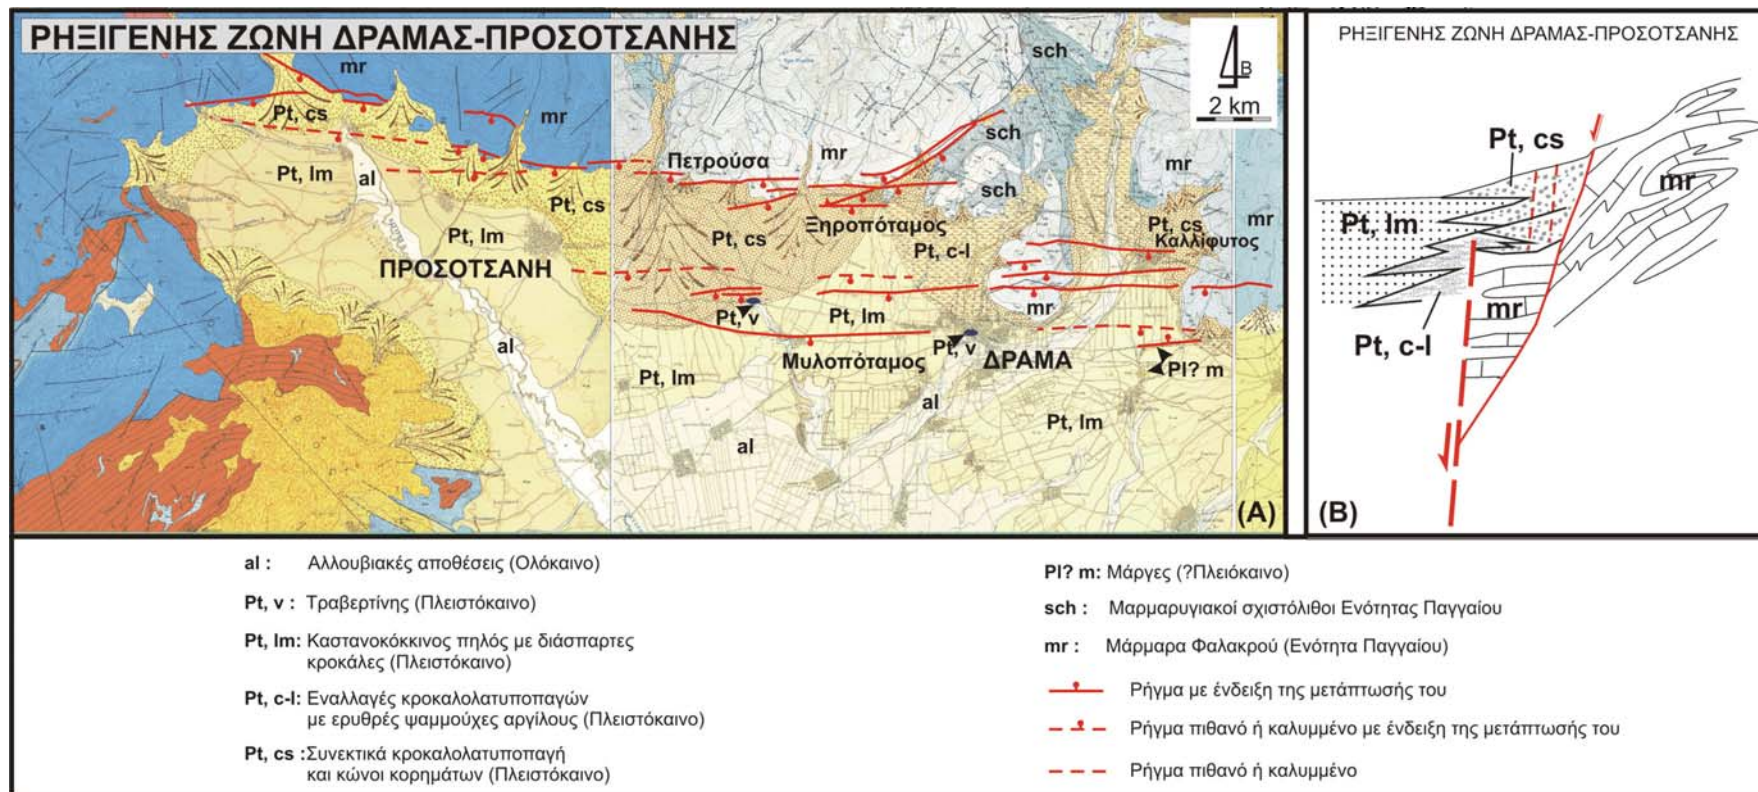 ΡΗΞΙΓΕΝΗΣ ΖΩΝΗ ΔΡΑΜΑΣ-ΠΡΟΣΟΤΣΑΝΗΣ
mr
sch
B
2 km
Pt, cs
mr
mr
sch
mr
Πετρούσα
Pt, lm
al
sch
Pt, cs
Pt, cs
mr
Ξηροπόταμος
Pt, cs
Καλλίφυτος
Pt, lm
Pt, c-l
ΠΡΟΣΟΤΣΑΝΗ
mr
Pt, v
Pt, lm
al
Pt, v
ΔΡΑΜΑ
Μυλοπόταμος
Pl? m
Pt, lm
al
Pt, lm
al
(A)
ΡΗΞΙΓΕΝΗΣ ΖΩΝΗ ΔΡΑΜΑΣ-ΠΡΟΣΟΤΣΑΝΗΣ
Pt, cs
mr
Pt, lm
mr
Pt, c-l
(B)
al : Αλλουβιακές αποθέσεις (Ολόκαινο)
Pt, v : Τραβερτίνης (Πλειστόκαινο)
Pt, lm: Καστανοκόκκινος πηλός με διάσπαρτες
κροκάλες (Πλειστόκαινο)
Pt, c-l: Εναλλαγές κροκαλολατυποπαγών
με ερυθρές ψαμμούχες αργίλους (Πλειστόκαινο)
Pt, cs :Συνεκτικά κροκαλολατυποπαγή
και κώνοι κορημάτων (Πλειστόκαινο)
Pl? m: Μάργες (?Πλειόκαινο)
sch : Μαρμαρυγιακοί σχιστόλιθοι Ενότητας Παγγαίου
mr : Μάρμαρα Φαλακρού (Ενότητα Παγγαίου)
Ρήγμα με ένδειξη της μετάπτωσής του
Ρήγμα πιθανό ή καλυμμένο με ένδειξη της μετάπτωσής του
Ρήγμα πιθανό ή καλυμμένο